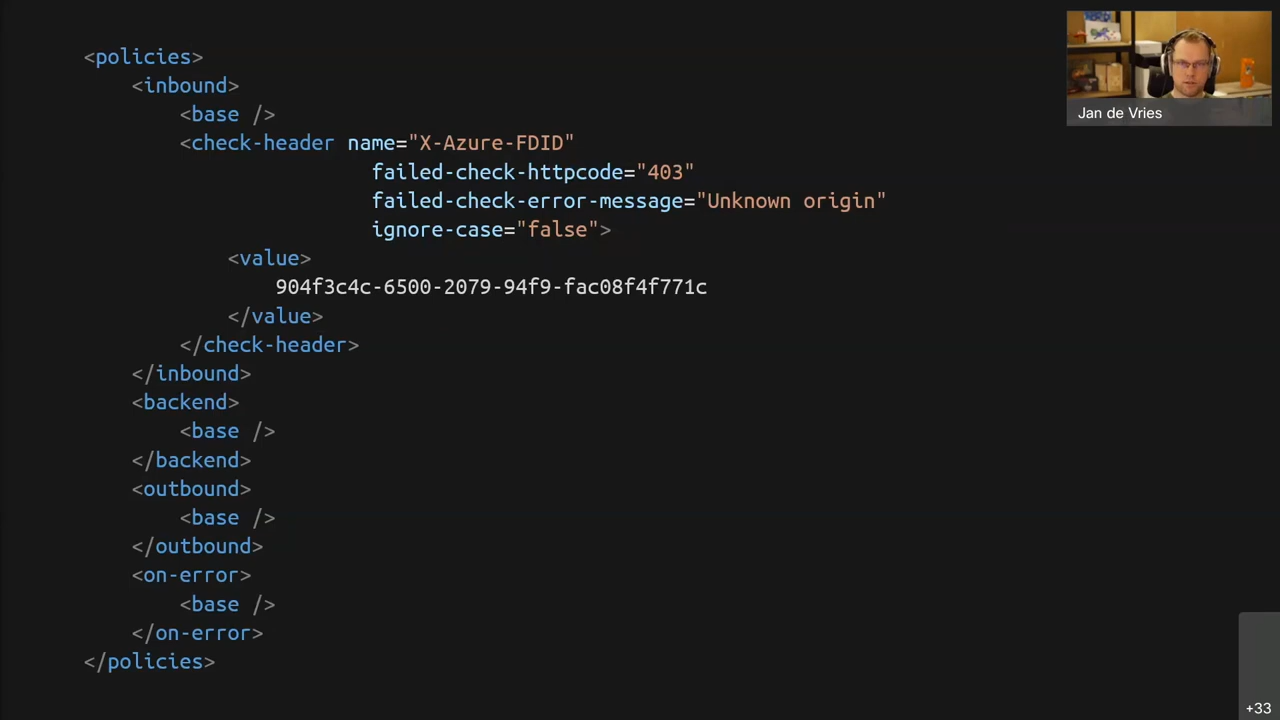 <policies>
<inbound>
<base />
<check-header name="X-Azure-FDID"
failed-check-httpcode="403"
failed-check-error-message="Unknown origin"
ignore-case="false">
<value>
904f3c4c-6500-2079-94f9-fac08f4f771c
</value>
</check-header>
</inbound>
<backend>
<base />
</backend>
<outbound>
<base />
</outbound>
<on-error>
<base />
</on-error>
</policies>
Jan de Vries
+33